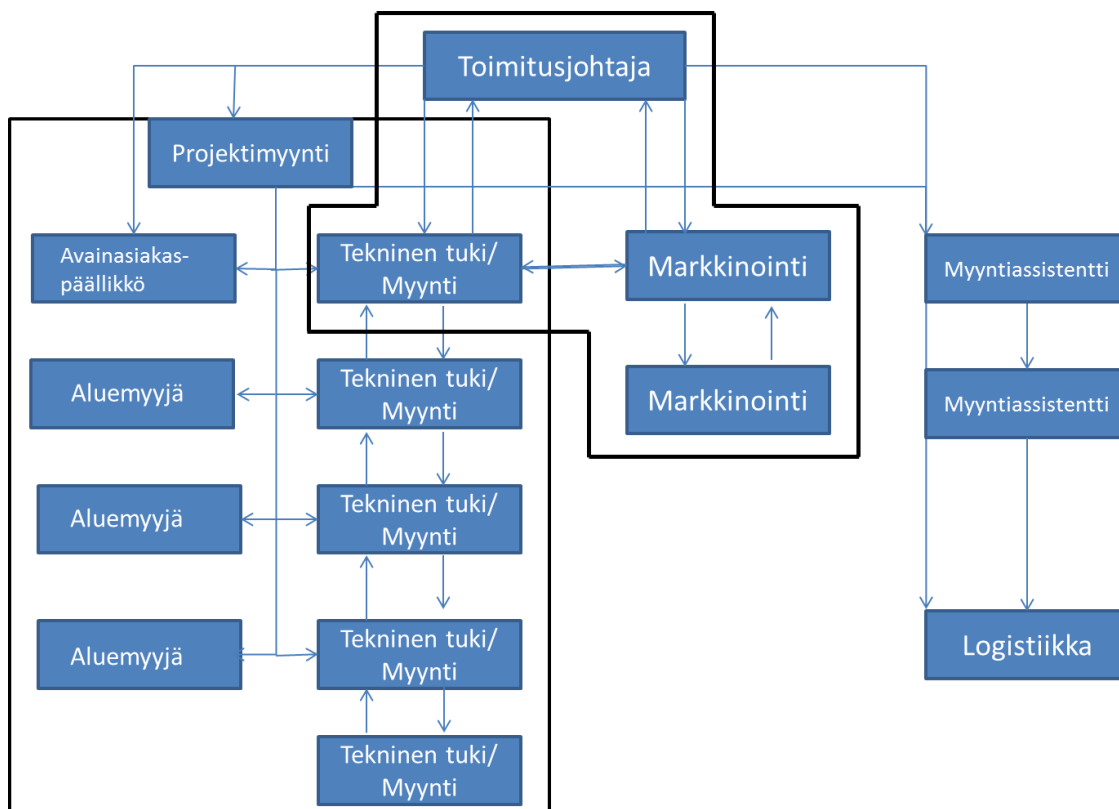 Toimitusjohtaja
Projektimyynti
Avainasiakas-
päällikkö
Tekninen tuki/
Myynti
Markkinointi
Myyntiassistentti
Aluemyyjä
Tekninen tuki/
Myynti
Markkinointi
Myyntiassistentti
Aluemyyjä
Tekninen tuki/
Myynti
Aluemyyjä
Tekninen tuki/
Myynti
Logistiikka
Tekninen tuki/
Myynti